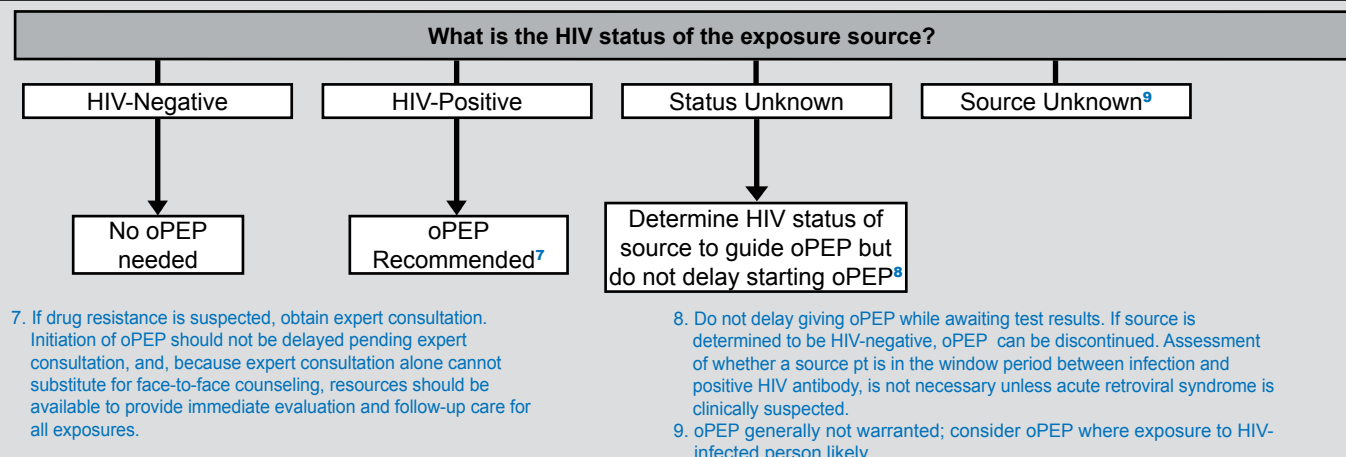 What is the HIV status of the exposure source?
HIV-Negative
HIV-Positive
Status Unknown
Source Unknown9
No oPEP
needed
oPEP
Recommended7
Determine HIV status of
source to guide oPEP but
do not delay starting oPEP8
7. If drug resistance is suspected, obtain expert consultation.
Initiation of oPEP should not be delayed pending expert
consultation, and, because expert consultation alone cannot
substitute for face-to-face counseling, resources should be
available to provide immediate evaluation and follow-up care for
all exposures.
8. Do not delay giving oPEP while awaiting test results. If source is
determined to be HIV-negative, oPEP can be discontinued. Assessment
of whether a source pt is in the window period between infection and
positive HIV antibody, is not necessary unless acute retroviral syndrome is
clinically suspected.
9. oPEP generally not warranted; consider oPEP where exposure to HIV-
infected person likely